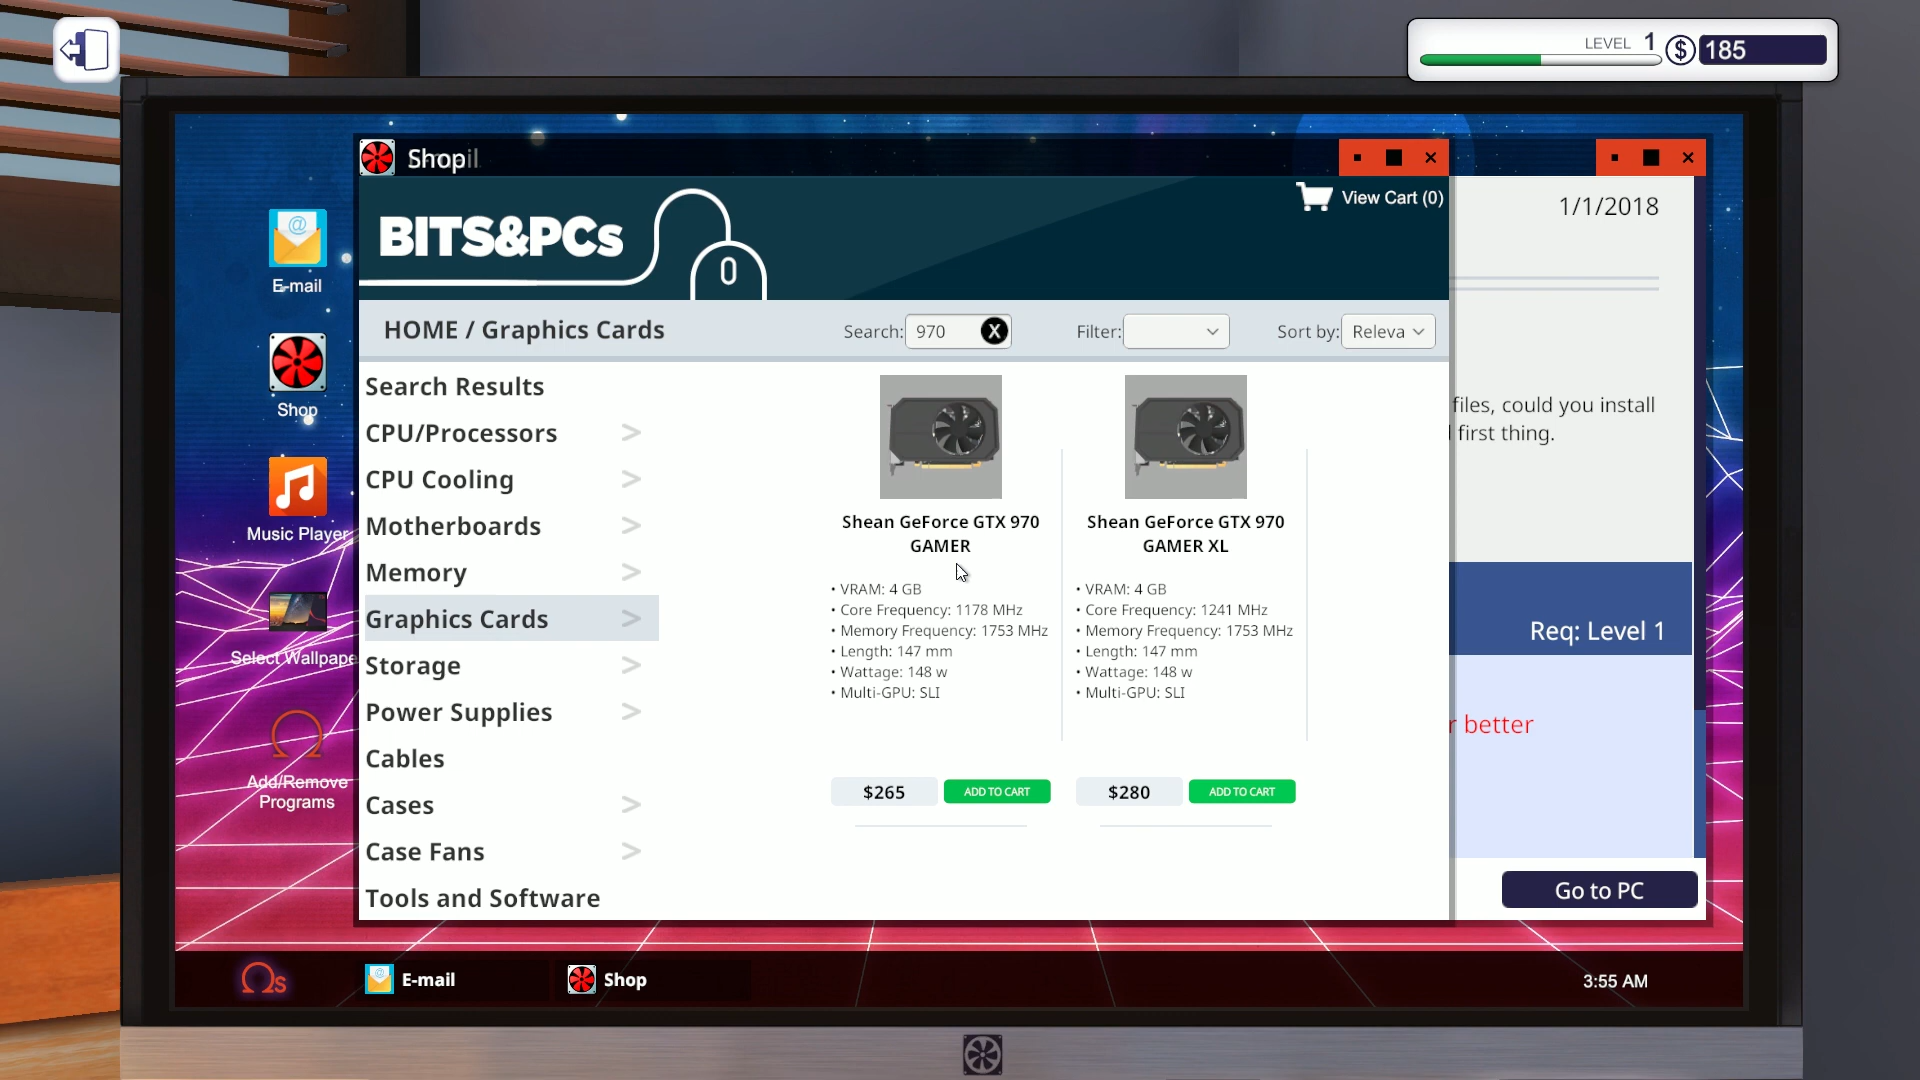 LEVEL 1
$ 185
Shop
View Cart (0)
BITS&PCs
1/1/2018
HOME / Graphics Cards
Search: 970 X
Filter:
Sort by: Releva
E-mail
Shop
Music Player
Select Wallpape
Add/Remove
Programs
Search Results
CPU/Processors >
CPU Cooling >
Motherboards >
Memory >
Graphics Cards >
Storage >
Power Supplies >
Cables
Cases >
Case Fans >
Tools and Software
Shean GeForce GTX 970
GAMER
• VRAM: 4 GB
• Core Frequency: 1178 MHz
• Memory Frequency: 1753 MHz
• Length: 147 mm
• Wattage: 148 w
• Multi-GPU: SLI
$265 ADD TO CART
Shean GeForce GTX 970
GAMER XL
• VRAM: 4 GB
• Core Frequency: 1241 MHz
• Memory Frequency: 1753 MHz
• Length: 147 mm
• Wattage: 148 w
• Multi-GPU: SLI
$280 ADD TO CART
files, could you install
first thing.
Req: Level 1
r better
Go to PC
Ωs
E-mail
Shop
3:55 AM